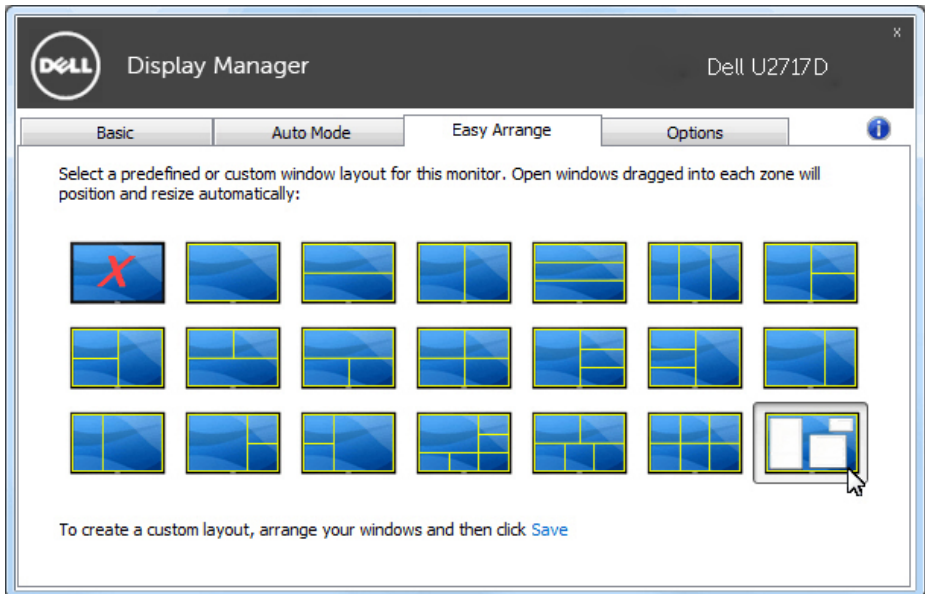 x
DELL
Display Manager
Dell U2717D
Basic
Auto Mode
Easy Arrange
Options
i
Select a predefined or custom window layout for this monitor. Open windows dragged into each zone will
position and resize automatically:
X
To create a custom layout, arrange your windows and then click Save